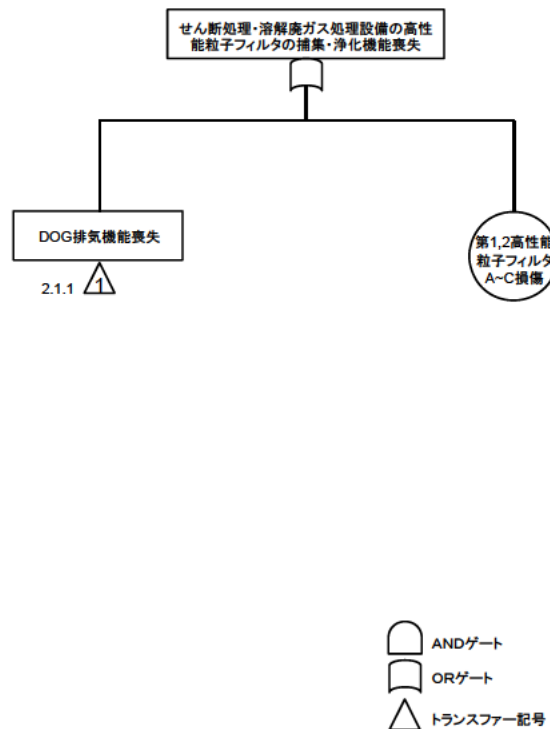 せん断処理・溶解廃ガス処理設備の高性
能粒子フィルタの捕集・浄化機能喪失
DOG排気機能喪失
2.1.1 1
第1,2高性能
粒子フィルタ
A~C損傷
ANDゲート
ORゲート
トランスファー記号